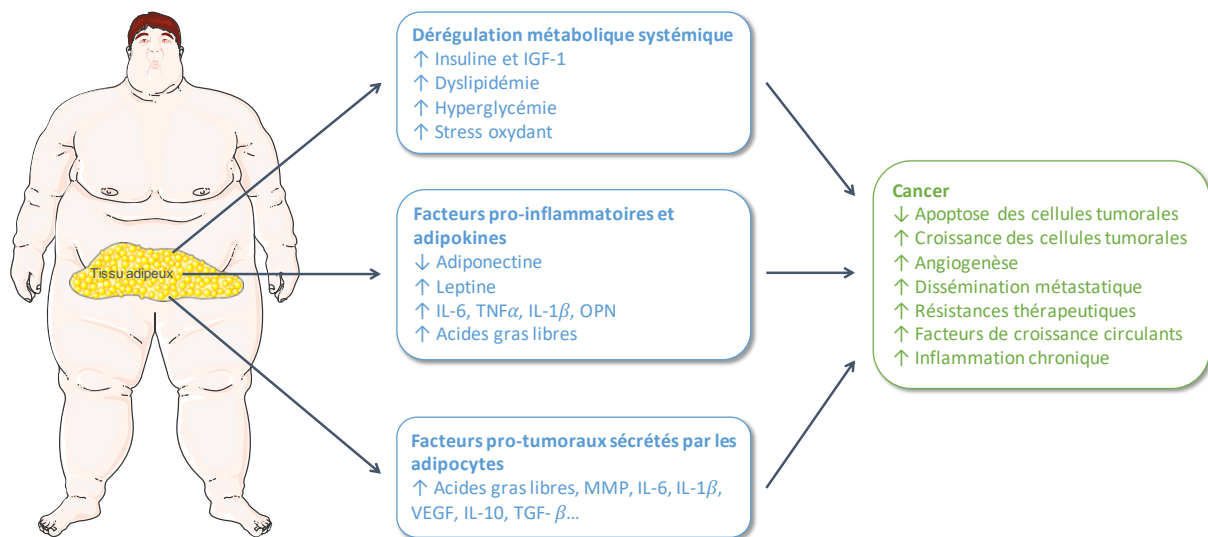 Tissu adipeux
Dérégulation métabolique systémique
↑ Insuline et IGF-1
↑ Dyslipidémie
↑ Hyperglycémie
↑ Stress oxydant
Facteurs pro-inflammatoires et
adipokines
↓ Adiponectine
↑ Leptine
↑ IL-6, TNFα, IL-1β, OPN
↑ Acides gras libres
Facteurs pro-tumoraux sécrétés par les
adipocytes
↑ Acides gras libres, MMP, IL-6, IL-1β,
VEGF, IL-10, TGF- β...
Cancer
↓ Apoptose des cellules tumorales
↑ Croissance des cellules tumorales
↑ Angiogenèse
↑ Dissémination métastatique
↑ Résistances thérapeutiques
↑ Facteurs de croissance circulants
↑ Inflammation chronique